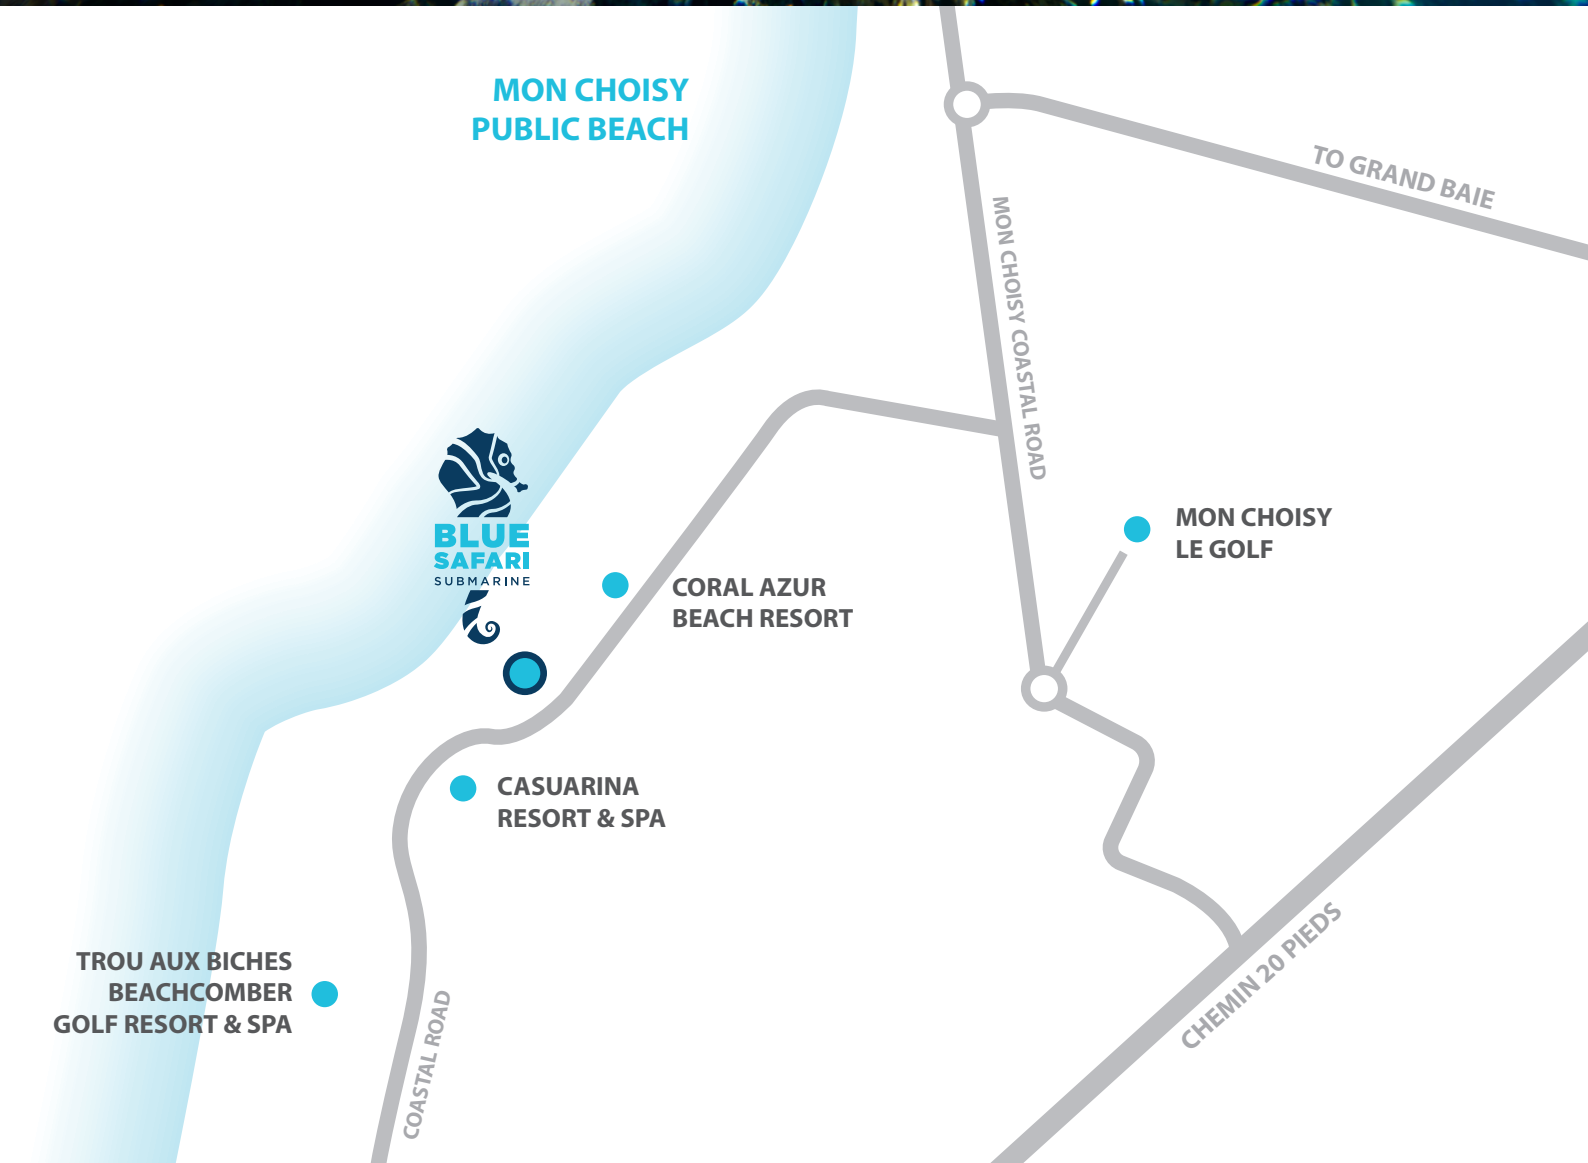 MON CHOISY
PUBLIC BEACH
TO GRAND BAIE
MON CHOISY COASTAL ROAD
BLUE
SAFARI
SUBMARINE
MON CHOISY
LE GOLF
CORAL AZUR
BEACH RESORT
CASUARINA
RESORT & SPA
TROU AUX BICHES
BEACHCOMBER
GOLF RESORT & SPA
COASTAL ROAD
CHEMIN 20 PIEDS